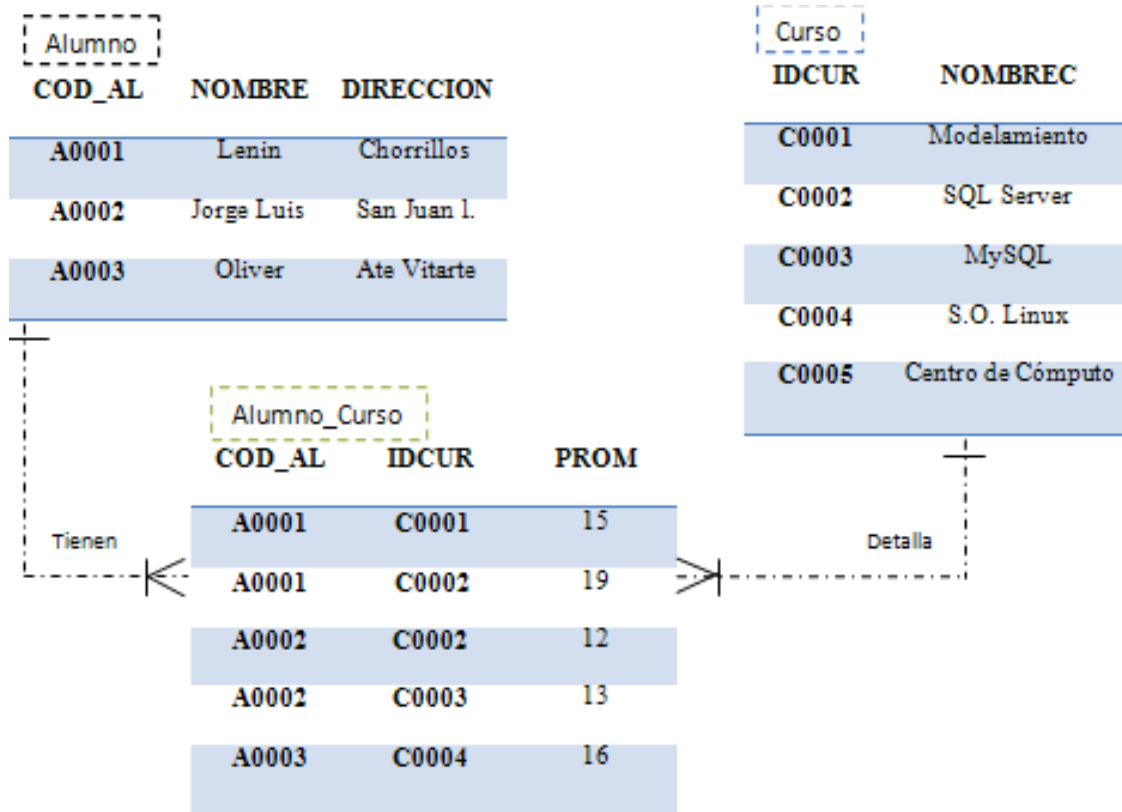 Alumno
COD_AL NOMBRE DIRECCION
A0001 Lenin Chorrillos
A0002 Jorge Luis San Juan l.
A0003 Oliver Ate Vitarte
Curso
IDCUR NOMBREC
C0001 Modelamiento
C0002 SQL Server
C0003 MySQL
C0004 S.O. Linux
C0005 Centro de Cómputo
Alumno_Curso
COD_AL IDCUR PROM
A0001 C0001 15
A0001 C0002 19
A0002 C0002 12
A0002 C0003 13
A0003 C0004 16
Tienen
Detalla